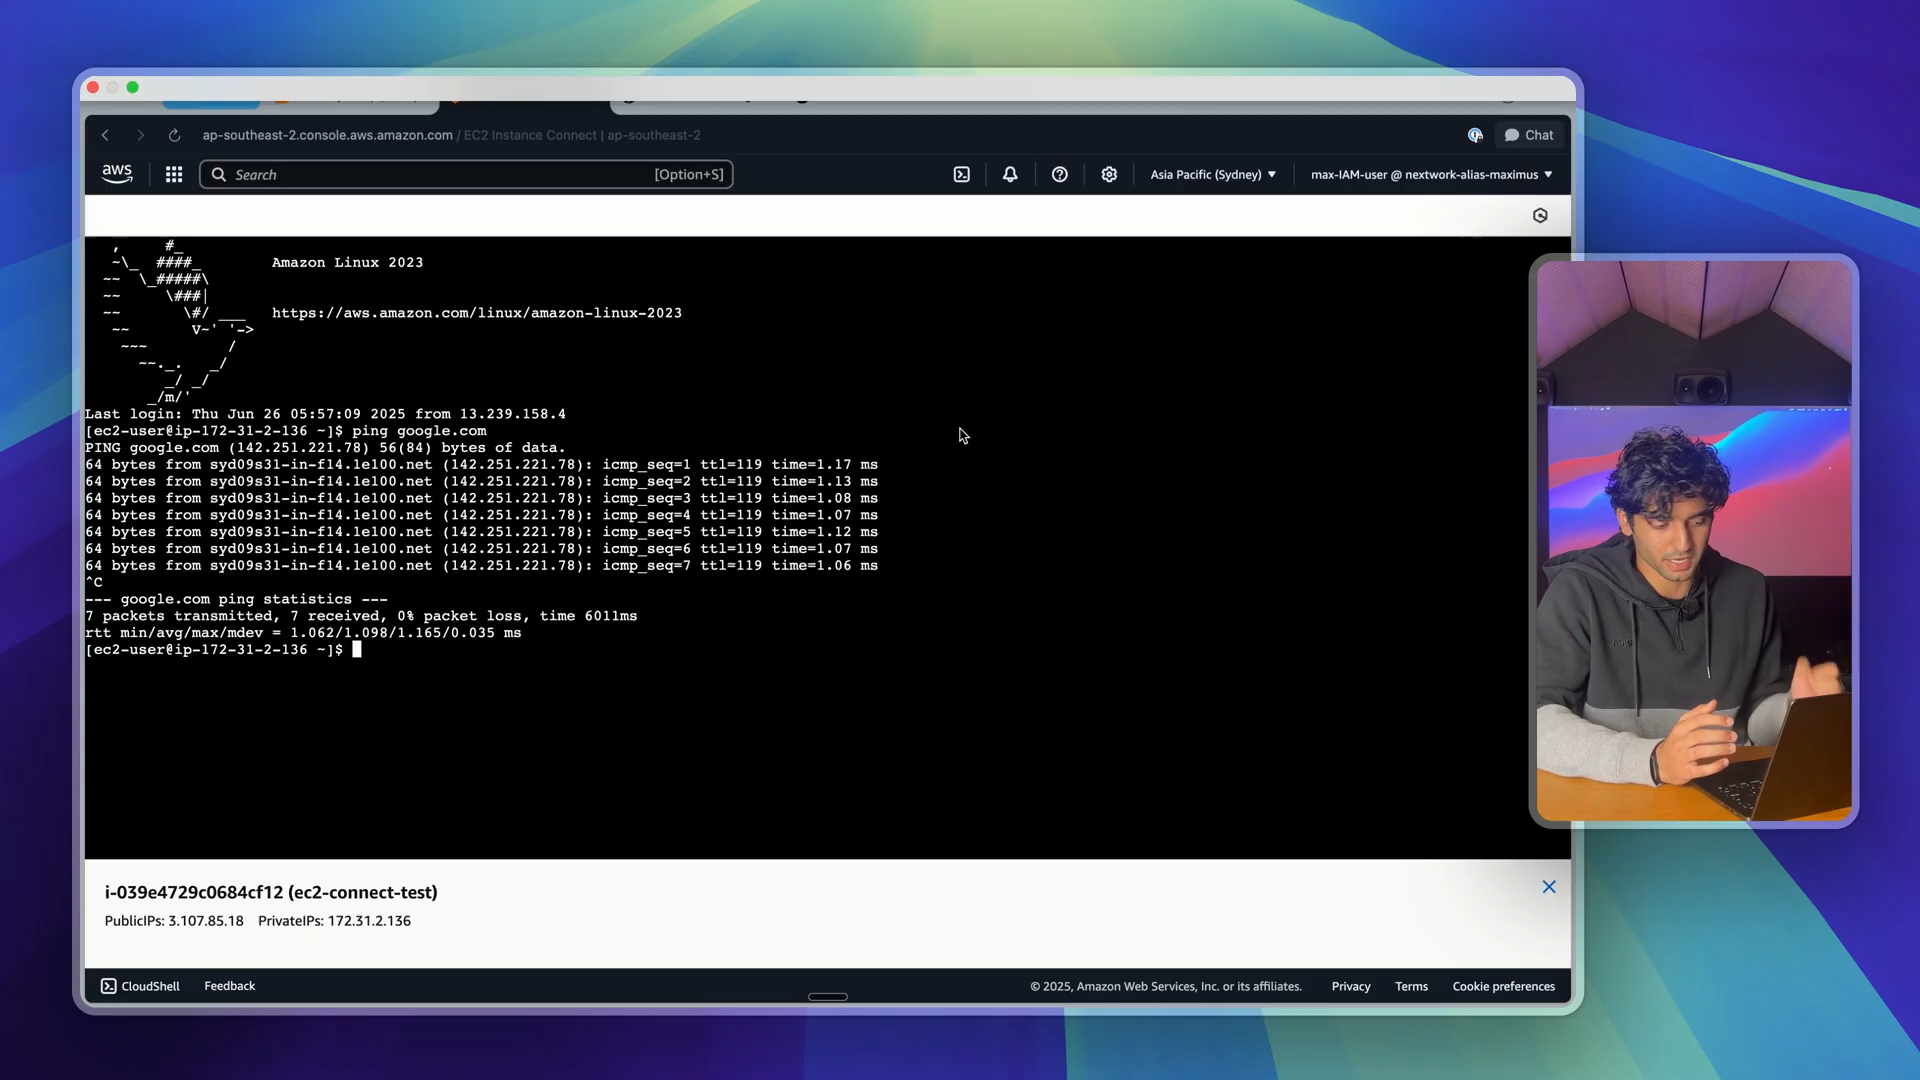 ap-southeast-2.console.aws.amazon.com / EC2 Instance Connect | ap-southeast-2
Chat
aws
Search
[Option+S]
Asia Pacific (Sydney)
max-IAM-user @ nextwork-alias-maximus
   ,     #_
   ~\_  ####_        Amazon Linux 2023
  ~~  \_#####\
  ~~     \###|
  ~~       \#/ ___   https://aws.amazon.com/linux/amazon-linux-2023
   ~~       V~' '->
    ~~~         /
      ~~._.   _/
         _/ _/
       _/m/'
Last login: Thu Jun 26 05:57:09 2025 from 13.239.158.4
[ec2-user@ip-172-31-2-136 ~]$ ping google.com
PING google.com (142.251.221.78) 56(84) bytes of data.
64 bytes from syd09s31-in-f14.1e100.net (142.251.221.78): icmp_seq=1 ttl=119 time=1.17 ms
64 bytes from syd09s31-in-f14.1e100.net (142.251.221.78): icmp_seq=2 ttl=119 time=1.13 ms
64 bytes from syd09s31-in-f14.1e100.net (142.251.221.78): icmp_seq=3 ttl=119 time=1.08 ms
64 bytes from syd09s31-in-f14.1e100.net (142.251.221.78): icmp_seq=4 ttl=119 time=1.07 ms
64 bytes from syd09s31-in-f14.1e100.net (142.251.221.78): icmp_seq=5 ttl=119 time=1.12 ms
64 bytes from syd09s31-in-f14.1e100.net (142.251.221.78): icmp_seq=6 ttl=119 time=1.07 ms
64 bytes from syd09s31-in-f14.1e100.net (142.251.221.78): icmp_seq=7 ttl=119 time=1.06 ms
^C
--- google.com ping statistics ---
7 packets transmitted, 7 received, 0% packet loss, time 6011ms
rtt min/avg/max/mdev = 1.062/1.098/1.165/0.035 ms
[ec2-user@ip-172-31-2-136 ~]$
i-039e4729c0684cf12 (ec2-connect-test)
PublicIPs: 3.107.85.18 PrivateIPs: 172.31.2.136
CloudShell
Feedback
© 2025, Amazon Web Services, Inc. or its affiliates.
Privacy
Terms
Cookie preferences